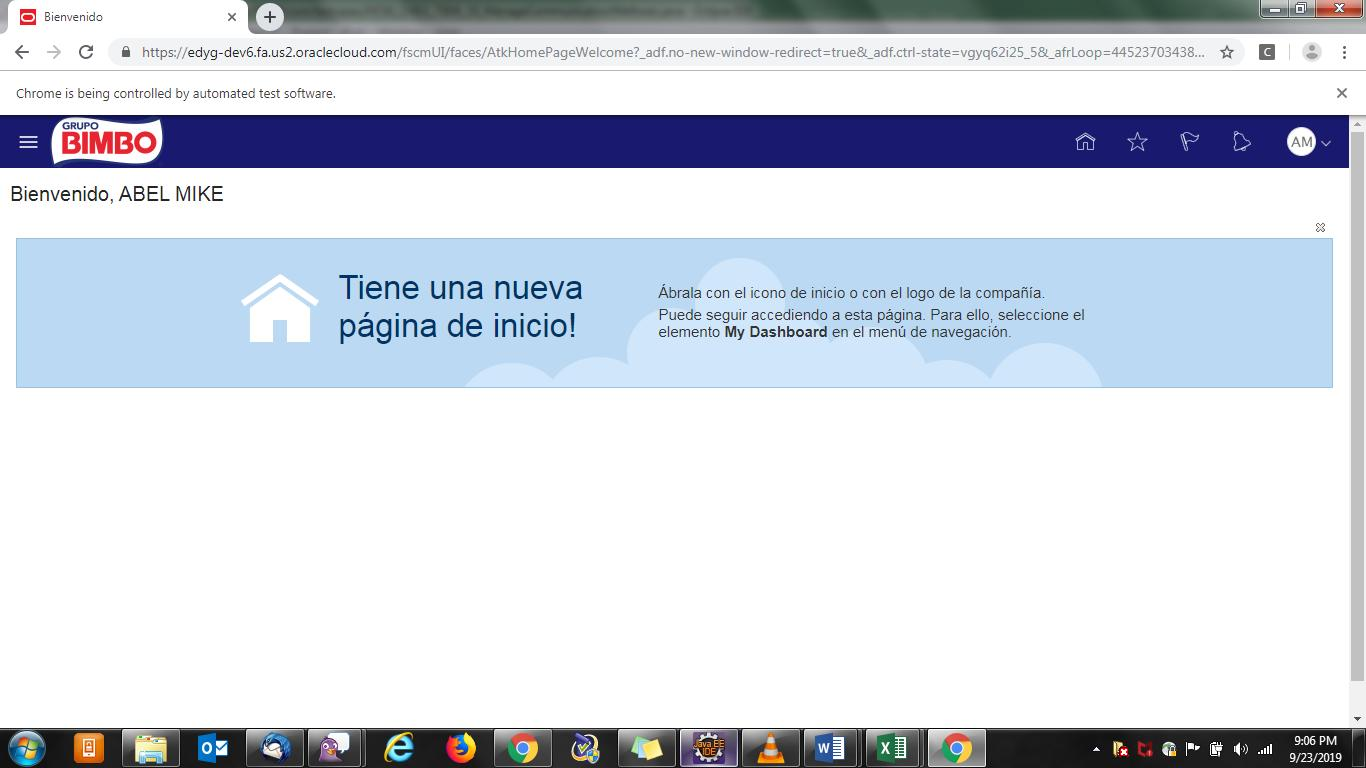 Bienvenido
https://edyg-dev6.fa.us2.oraclecloud.com/fscmUI/faces/AtkHomePageWelcome?_adf.no-new-window-redirect=true&_adf.ctrl-state=vgyq62i25_5&_afrLoop=44523703438...
C
Chrome is being controlled by automated test software.
GRUPO
BIMBO
AM
Bienvenido, ABEL MIKE
Tiene una nueva
página de inicio!
Ábrala con el icono de inicio o con el logo de la compañía.
Puede seguir accediendo a esta página. Para ello, seleccione el
elemento My Dashboard en el menú de navegación.
Java EE
IDE
9:06 PM
9/23/2019